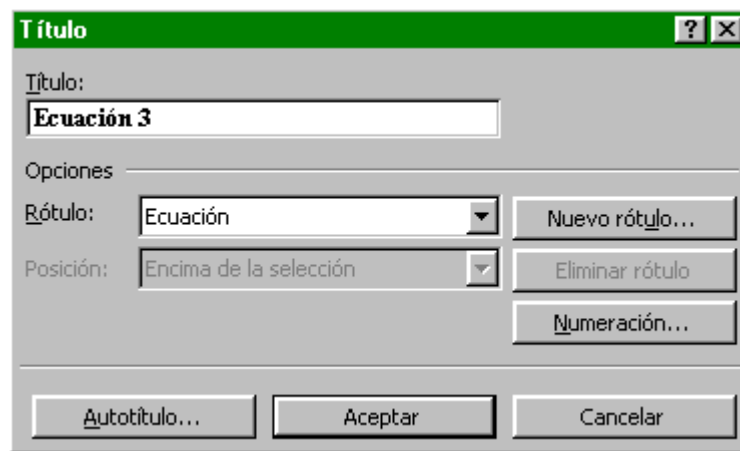 Título
Título:
Ecuación 3
Opciones
Rótulo: Ecuación Nuevo rótulo...
Posición: Encima de la selección Eliminar rótulo
Numeración...
Autotítulo... Aceptar Cancelar